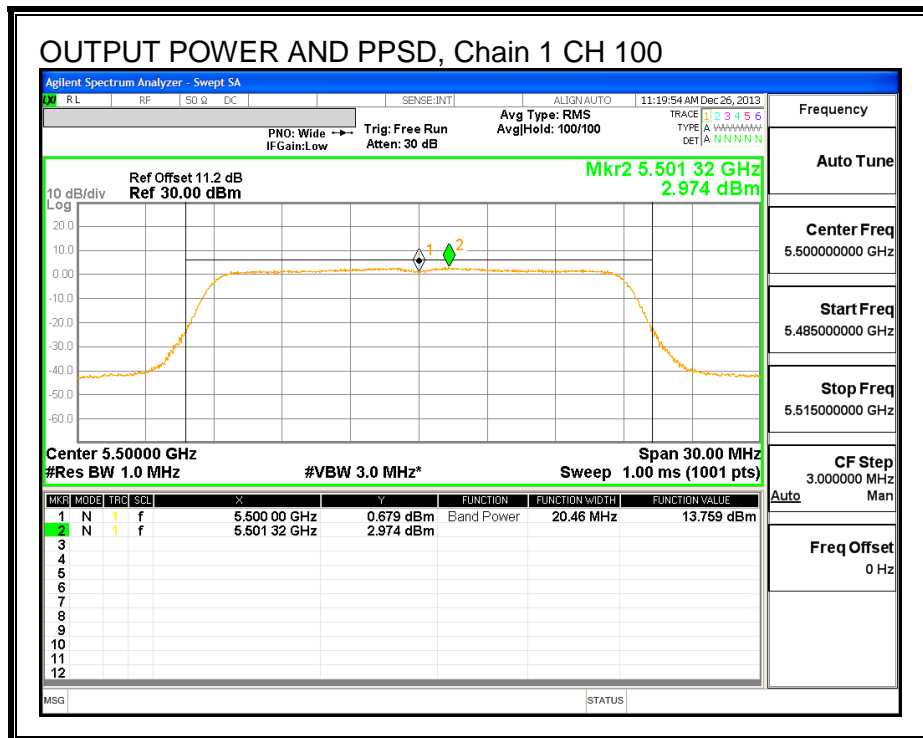 OUTPUT POWER AND PPSD, Chain 1 CH 100
Agilent Spectrum Analyzer - Swept SA
LXI RL RF 50 Ω DC SENSE:INT ALIGNAUTO 11:19:54 AM Dec 26, 2013
PNO: Wide Trig: Free Run Avg Type: RMS TRACE 1 2 3 4 5 6
IFGain:Low Atten: 30 dB Avg|Hold: 100/100 TYPE A WWWWW
DET A N N N N N
Mkr2 5.501 32 GHz
2.974 dBm
Ref Offset 11.2 dB
10 dB/div Ref 30.00 dBm
Log
20.0
10.0
0.00
-10.0
-20.0
-30.0
-40.0
-50.0
-60.0
1 2
Center 5.50000 GHz Span 30.00 MHz
#Res BW 1.0 MHz #VBW 3.0 MHz* Sweep 1.00 ms (1001 pts)
MKR MODE TRC SCL X Y FUNCTION FUNCTION WIDTH FUNCTION VALUE
1 N 1 f 5.500 00 GHz 0.679 dBm Band Power 20.46 MHz 13.759 dBm
2 N 1 f 5.501 32 GHz 2.974 dBm
3
4
5
6
7
8
9
10
11
12
MSG STATUS
Frequency
Auto Tune
Center Freq
5.500000000 GHz
Start Freq
5.485000000 GHz
Stop Freq
5.515000000 GHz
CF Step
3.000000 MHz
Auto Man
Freq Offset
0 Hz